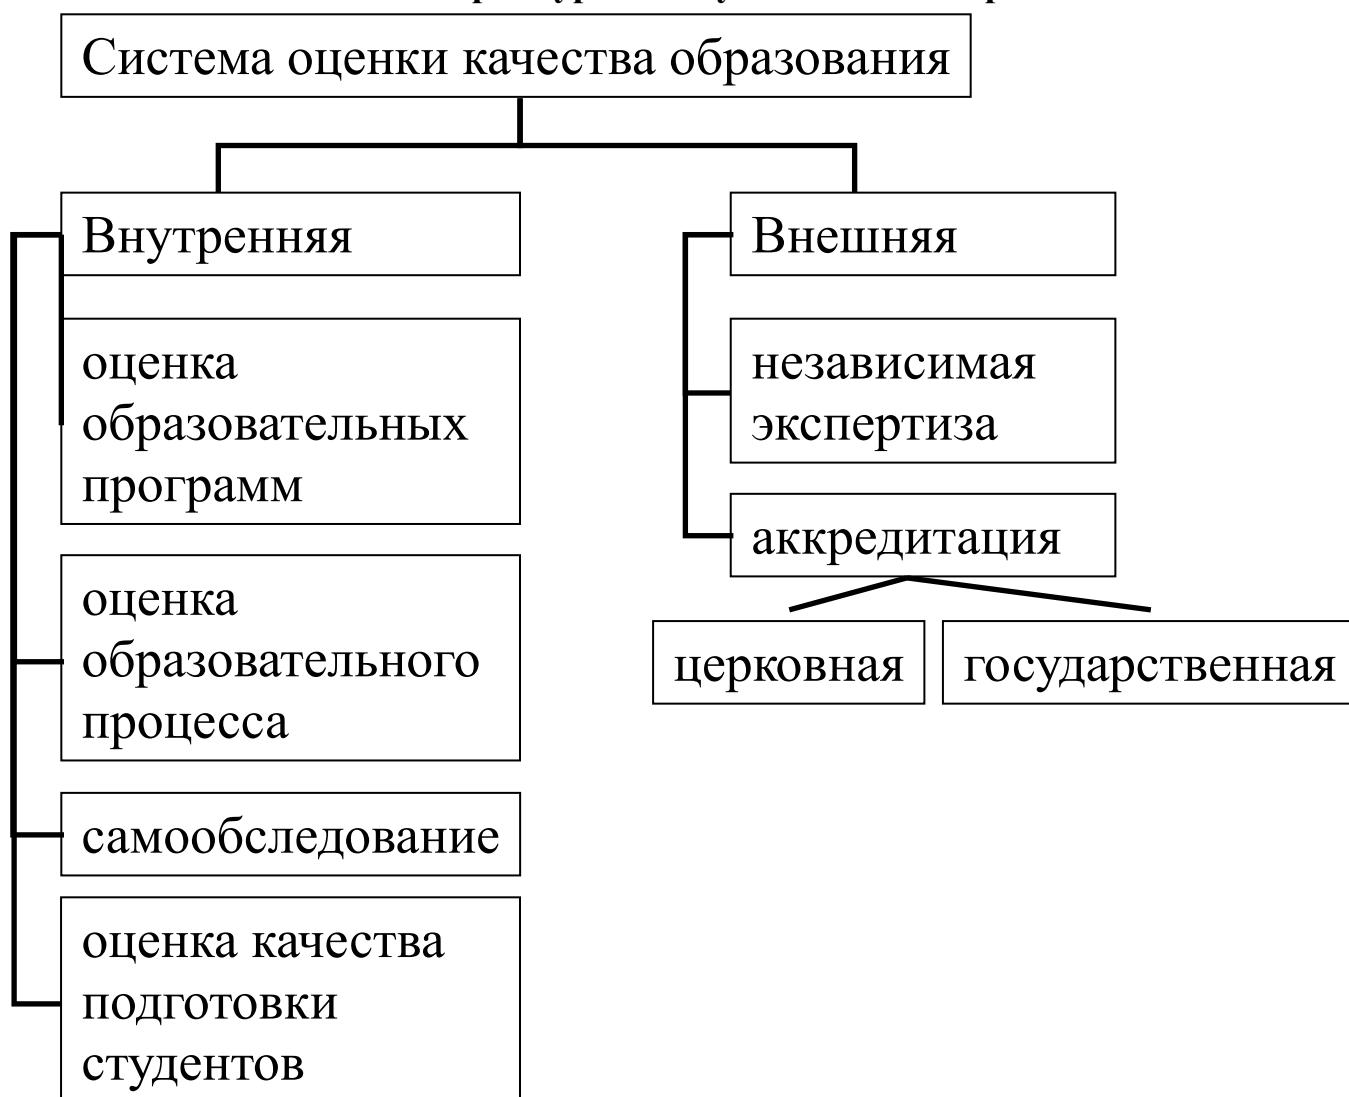 Система оценки качества образования
Внутренняя
оценка
образовательных
программ
оценка
образовательного
процесса
самообследование
оценка качества
подготовки
студентов
Внешняя
независимая
экспертиза
аккредитация
церковная
государственная